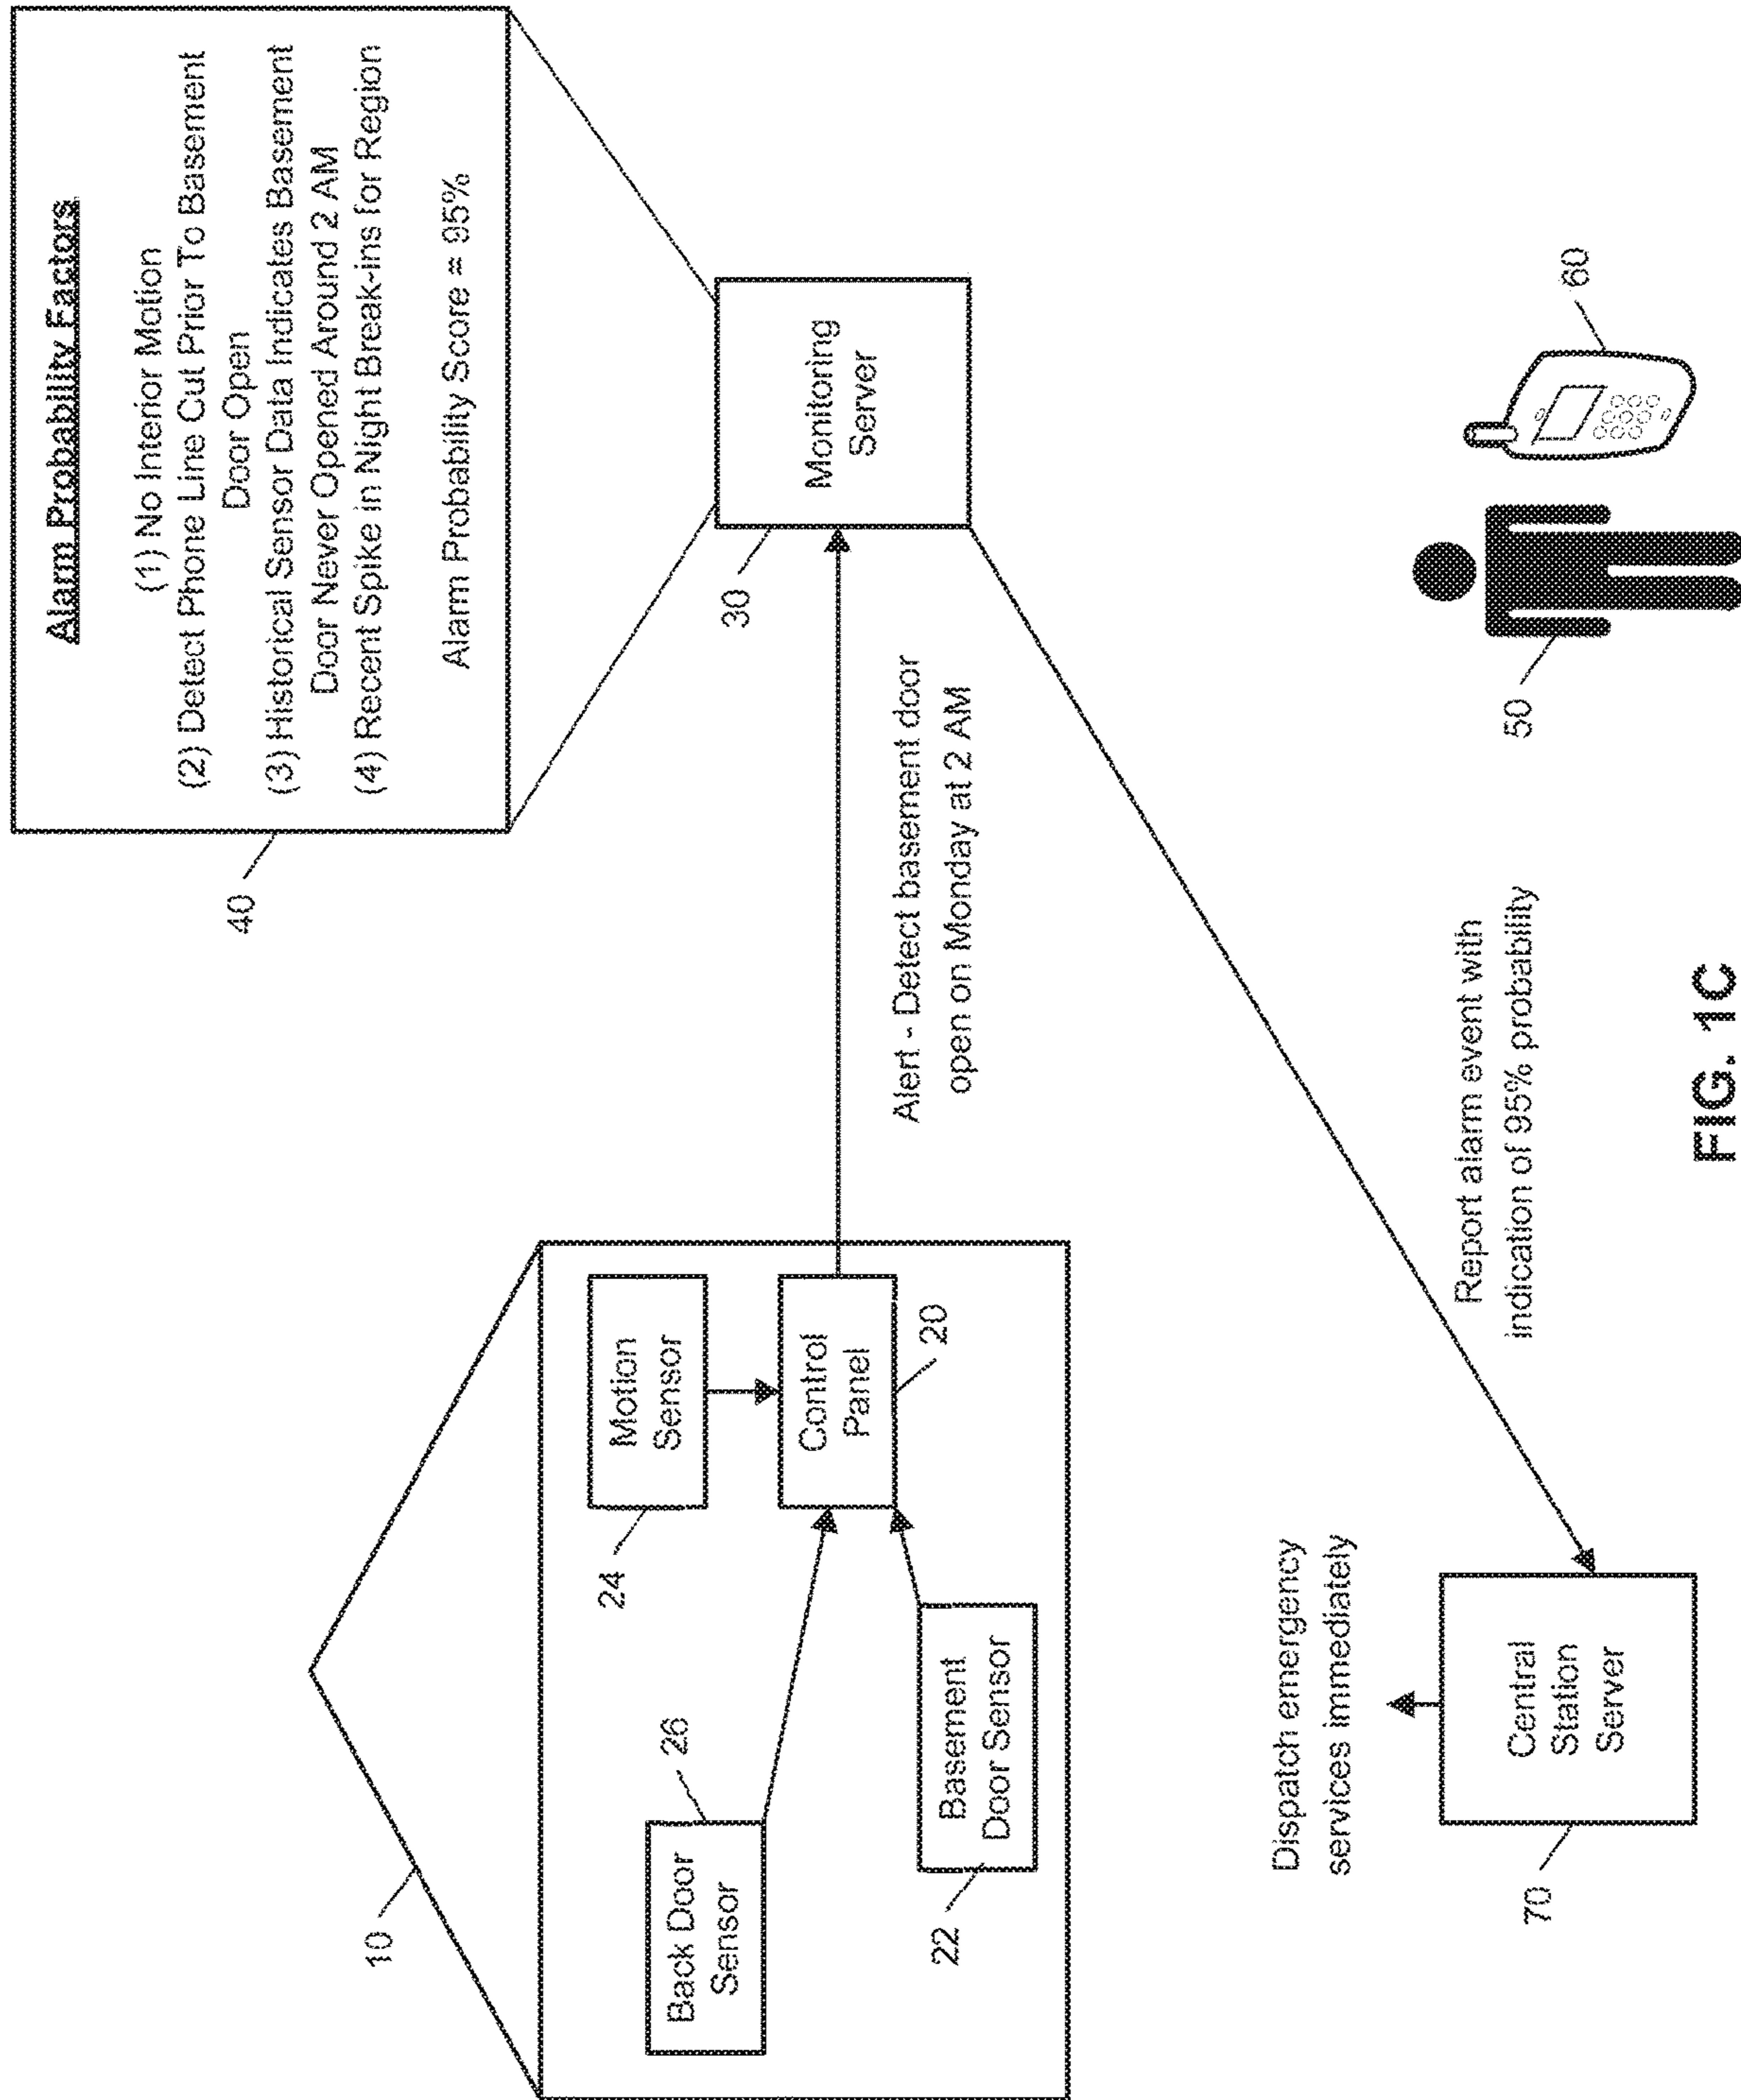 Alarm Probability Factors
(1) No Interior Motion
(2) Detect Phone Line Cut Prior To Basement
Door Open
(3) Historical Sensor Data Indicates Basement
Door Never Opened Around 2 AM
(4) Recent Spike in Night Break-ins for Region
Alarm Probability Score = 95%
40
10
Motion
Sensor
24
Back Door
Sensor
26
Control
Panel
20
Basement
Door Sensor
22
Alert - Detect basement door
open on Monday at 2 AM
30
Monitoring
Server
Dispatch emergency
services immediately
Central
Station
Server
70
Report alarm event with
indication of 95% probability
50
60
FIG. 1C